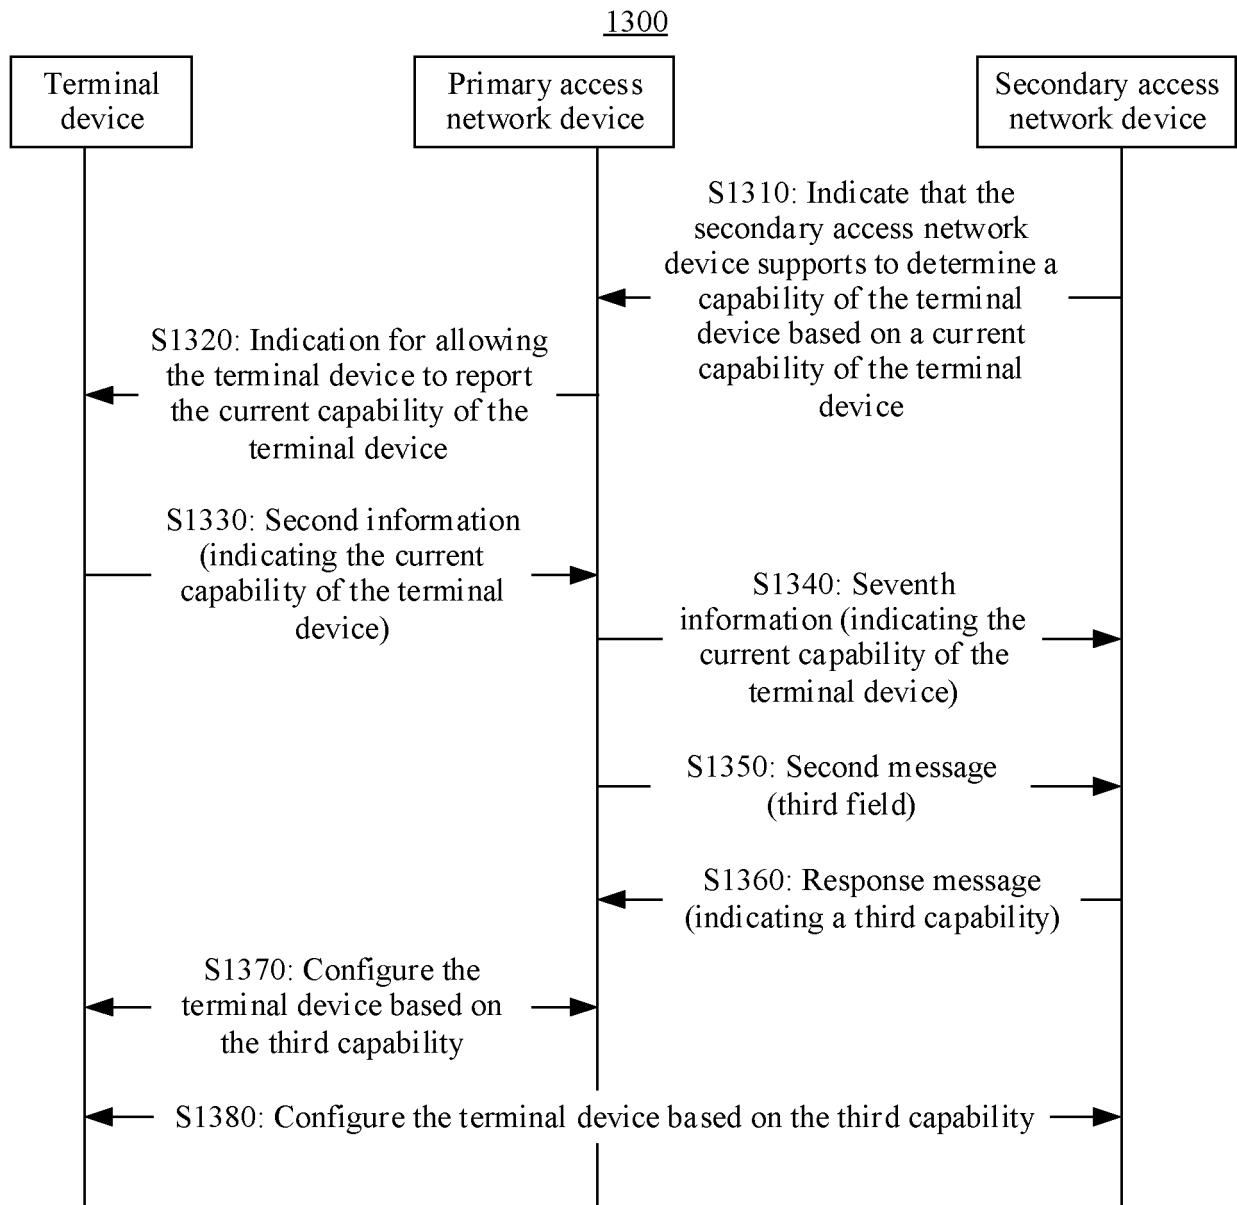 1300
Terminal
device
Primary access
network device
Secondary access
network device
S1310: Indicate that the
secondary access network
device supports to determine a
capability of the terminal
device based on a current
capability of the terminal
device
S1320: Indication for allowing
the terminal device to report
the current capability of the
terminal device
S1330: Second information
(indicating the current
capability of the terminal
device)
S1340: Seventh
information (indicating the
current capability of the
terminal device)
S1350: Second message
(third field)
S1360: Response message
(indicating a third capability)
S1370: Configure the
terminal device based on
the third capability
S1380: Configure the terminal device based on the third capability